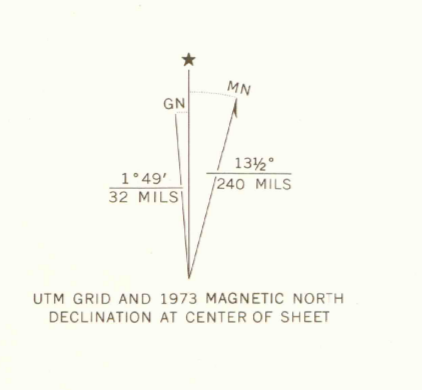 ★
MN
GN
1°49′
32 MILS
13½°
240 MILS
UTM GRID AND 1973 MAGNETIC NORTH
DECLINATION AT CENTER OF SHEET